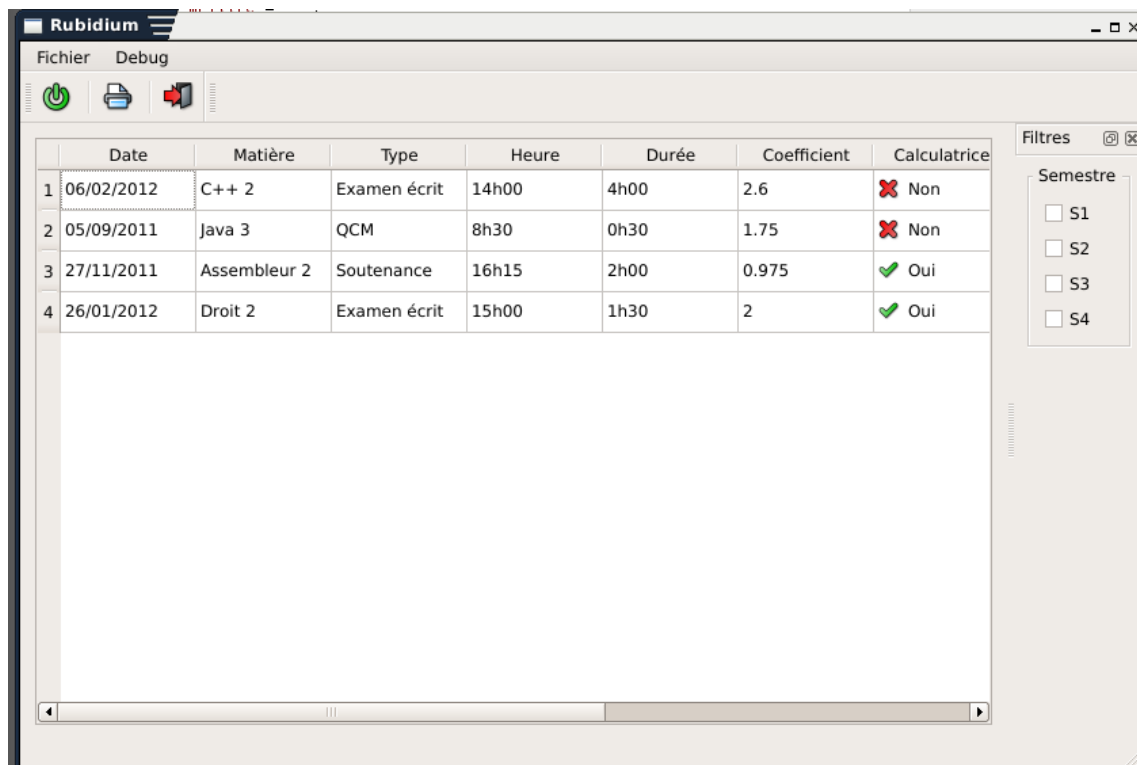 Rubidium
Fichier Debug
Filtres
Date Matière Type Heure Durée Coefficient Calculatrice
Semestre
1 06/02/2012 C++ 2 Examen écrit 14h00 4h00 2.6 Non
S1
2 05/09/2011 Java 3 QCM 8h30 0h30 1.75 Non
S2
3 27/11/2011 Assembleur 2 Soutenance 16h15 2h00 0.975 Oui
S3
4 26/01/2012 Droit 2 Examen écrit 15h00 1h30 2 Oui
S4